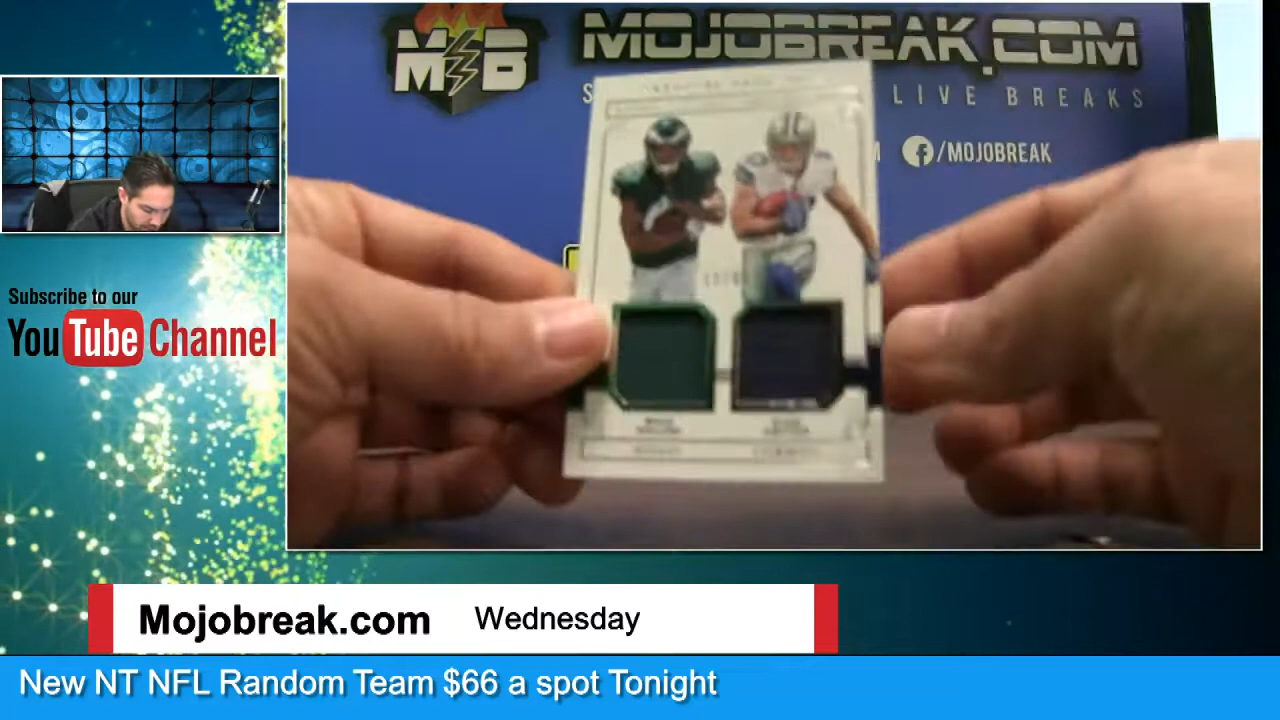 M B
MOJOBREAK.COM
S LIVE BREAKS
M f/MOJOBREAK
Subscribe to our
YouTube Channel
Mojobreak.com Wednesday
New NT NFL Random Team $66 a spot Tonight